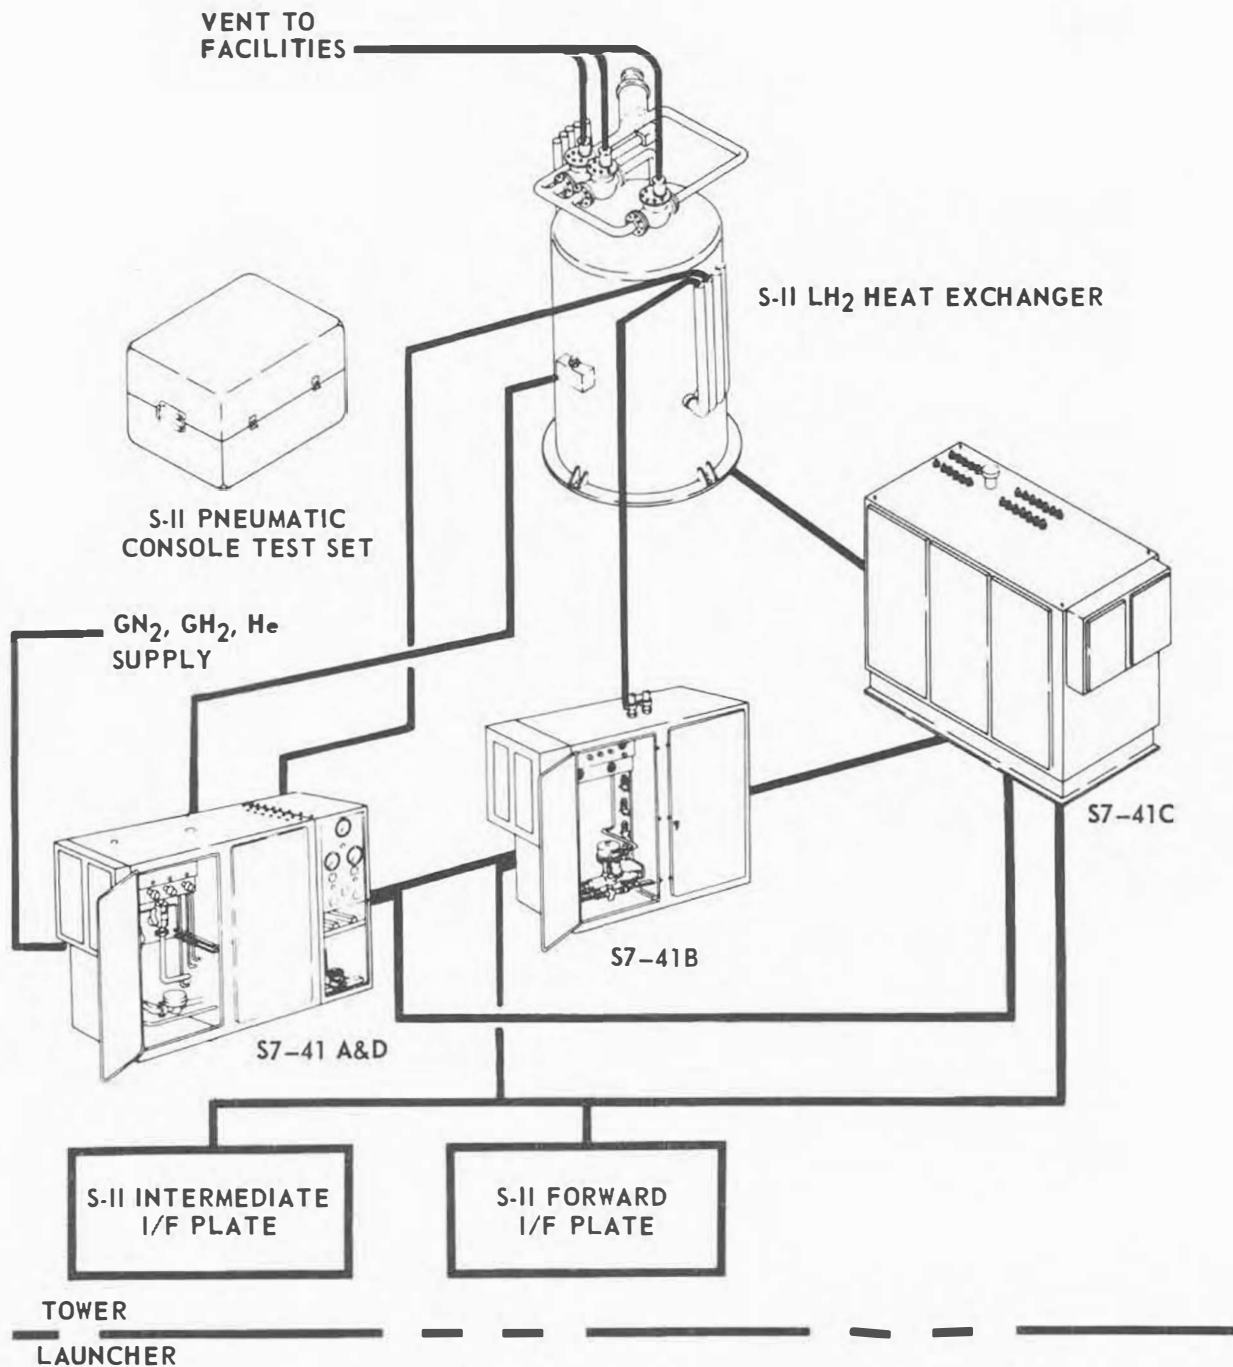 VENT TO
FACILITIES
S-II LH₂ HEAT EXCHANGER
S-II PNEUMATIC
CONSOLE TEST SET
GN₂, GH₂, He
SUPPLY
S7-41C
S7-41B
S7-41 A&D
S-II INTERMEDIATE
I/F PLATE
S-II FORWARD
I/F PLATE
TOWER
LAUNCHER